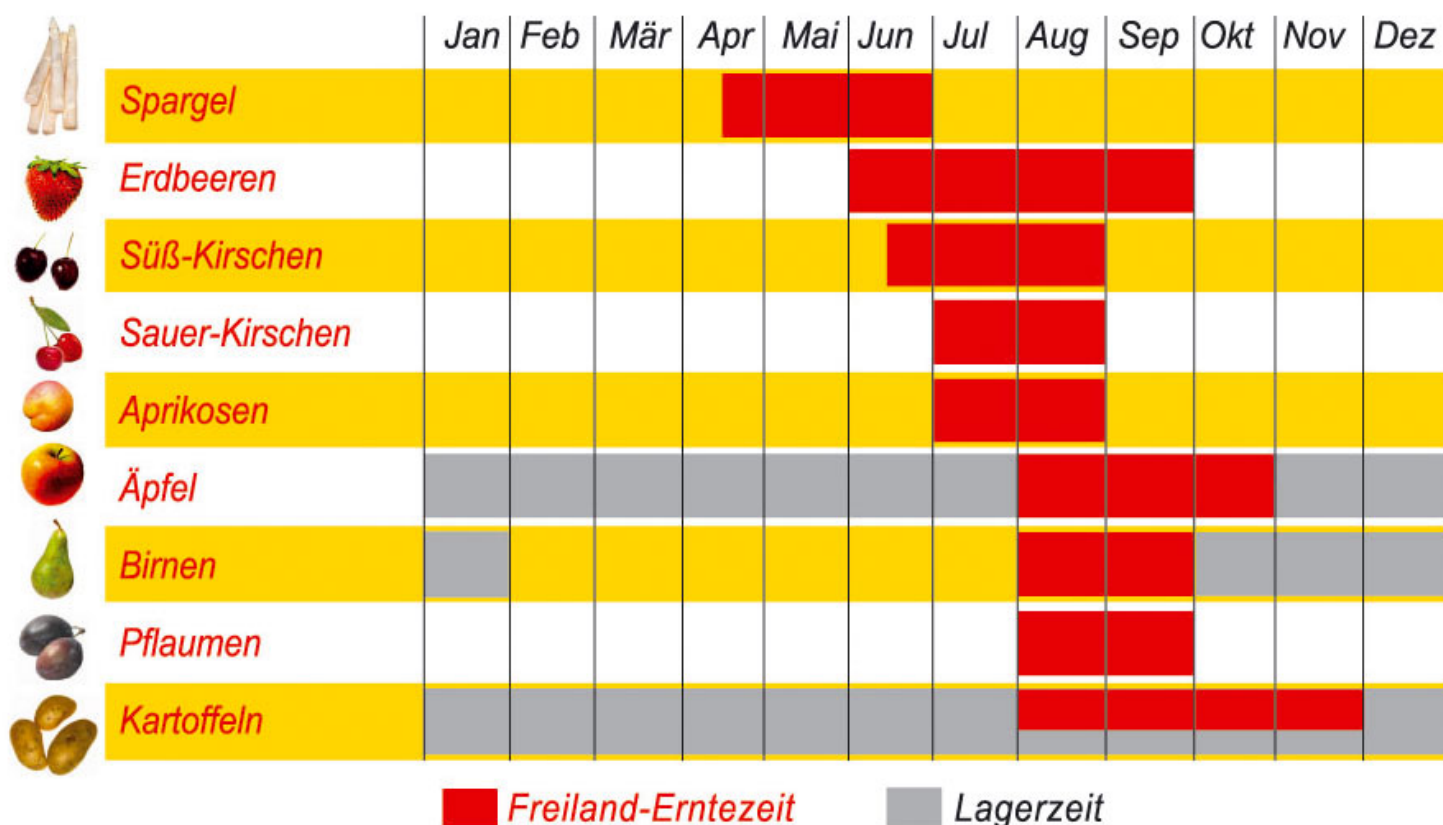 Jan Feb Mär Apr Mai Jun Jul Aug Sep Okt Nov Dez
Spargel
Erdbeeren
Süß-Kirschen
Sauer-Kirschen
Aprikosen
Äpfel
Birnen
Pflaumen
Kartoffeln
Freiland-Erntezeit Lagerzeit